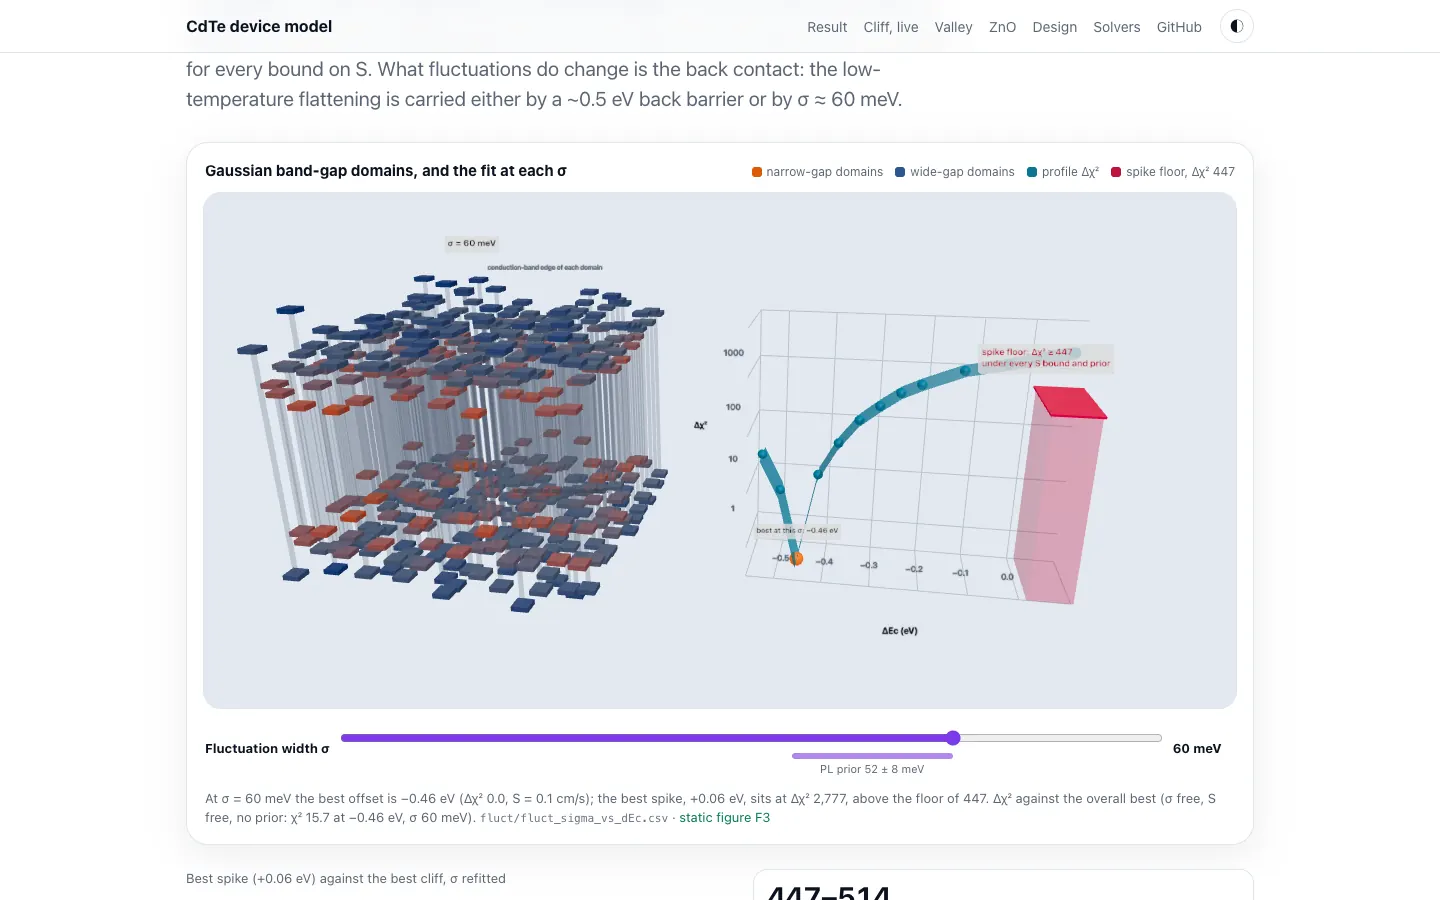 CdTe device model
Result Cliff, live Valley ZnO Design Solvers GitHub
for every bound on S. What fluctuations do change is the back contact: the low-
temperature flattening is carried either by a ~0.5 eV back barrier or by σ ≈ 60 meV.
Gaussian band-gap domains, and the fit at each σ
narrow-gap domains wide-gap domains profile Δχ² spike floor, Δχ² 447
σ = 60 meV
conduction-band edge of each domain
1000
100
10
1
Δχ²
spike floor: Δχ² ≥ 447
under every S bound and prior
best at this σ: −0.46 eV
−0.5 −0.4 −0.3 −0.2 −0.1 0.0
ΔEc (eV)
Fluctuation width σ 60 meV
PL prior 52 ± 8 meV
At σ = 60 meV the best offset is −0.46 eV (Δχ² 0.0, S = 0.1 cm/s); the best spike, +0.06 eV, sits at Δχ² 2,777, above the floor of 447. Δχ² against the overall best (σ free, S
free, no prior: χ² 15.7 at −0.46 eV, σ 60 meV). fluct/fluct_sigma_vs_dEc.csv · static figure F3
Best spike (+0.06 eV) against the best cliff, σ refitted
447–514